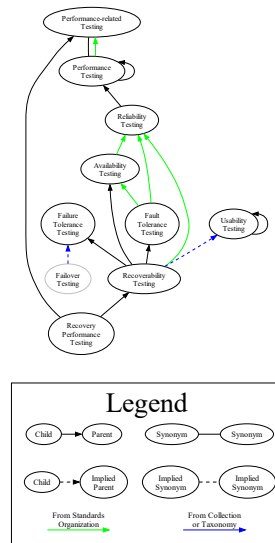 Performance-related
Testing
Performance
Testing
Reliability
Testing
Availability
Testing
Failure
Tolerance
Testing
Fault
Tolerance
Testing
Usability
Testing
Failover
Testing
Recoverability
Testing
Recovery
Performance
Testing
Legend
Child
Parent
Synonym
Synonym
Child
Implied
Parent
Implied
Synonym
Implied
Synonym
From Standards
Organization
From Collection
or Taxonomy